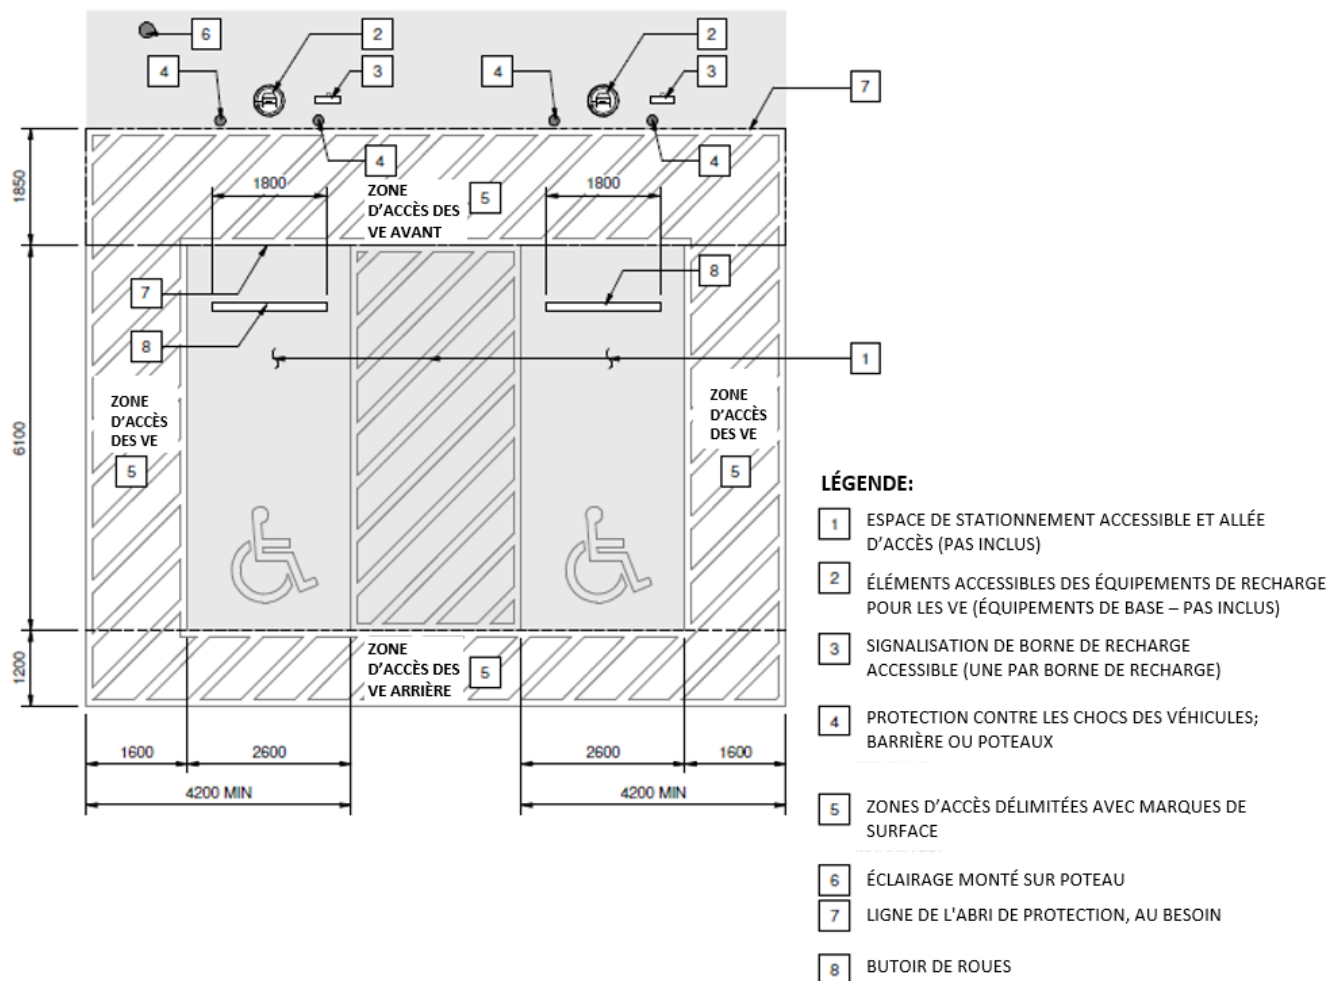 6
2
2
4
3
4
3
7
4
4
1850
1800
ZONE
D'ACCÈS DES
VE AVANT
5
1800
7
8
8
1
6100
ZONE
D'ACCÈS
DES VE
5
ZONE
D'ACCÈS
DES VE
5
1200
ZONE
D'ACCÈS DES
VE ARRIÈRE
5
1600
2600
2600
1600
4200 MIN
4200 MIN
LÉGENDE:
1 ESPACE DE STATIONNEMENT ACCESSIBLE ET ALLÉE
D'ACCÈS (PAS INCLUS)
2 ÉLÉMENTS ACCESSIBLES DES ÉQUIPEMENTS DE RECHARGE
POUR LES VE (ÉQUIPEMENTS DE BASE – PAS INCLUS)
3 SIGNALISATION DE BORNE DE RECHARGE
ACCESSIBLE (UNE PAR BORNE DE RECHARGE)
4 PROTECTION CONTRE LES CHOCS DES VÉHICULES;
BARRIÈRE OU POTEAUX
5 ZONES D'ACCÈS DÉLIMITÉES AVEC MARQUES DE
SURFACE
6 ÉCLAIRAGE MONTÉ SUR POTEAU
7 LIGNE DE L'ABRI DE PROTECTION, AU BESOIN
8 BUTOIR DE ROUES